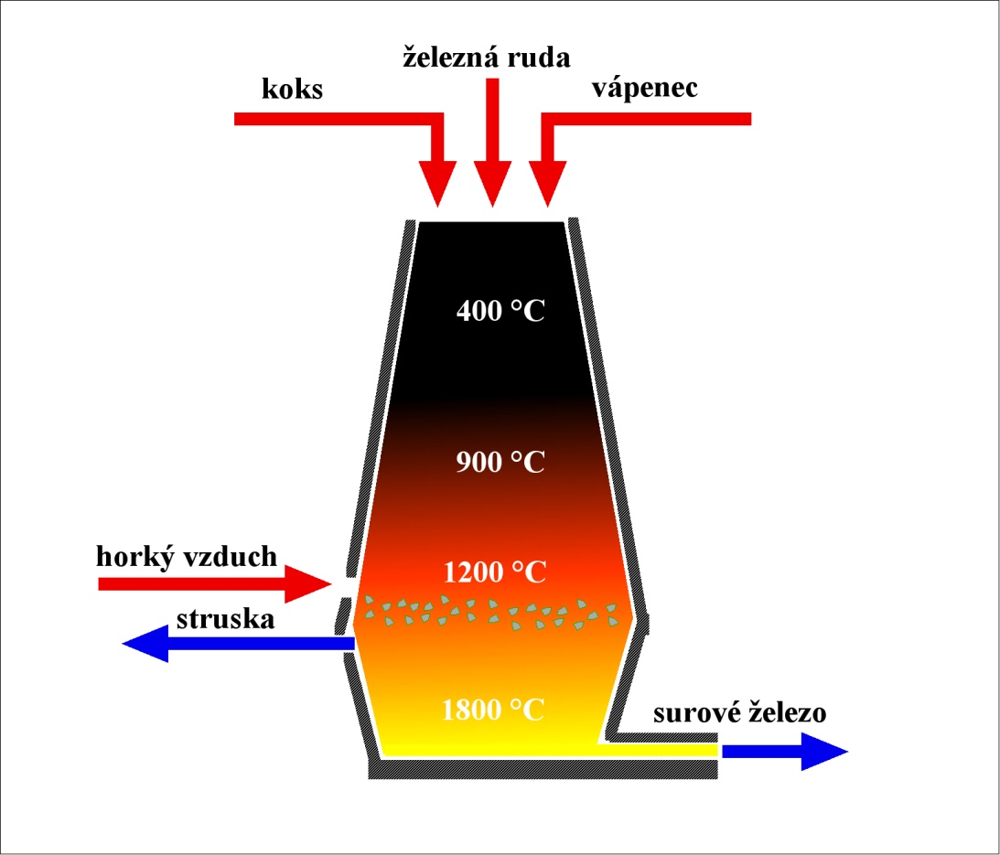 železná ruda
koks
vápenec
400 °C
900 °C
1200 °C
horký vzduch
struska
1800 °C
surové železo